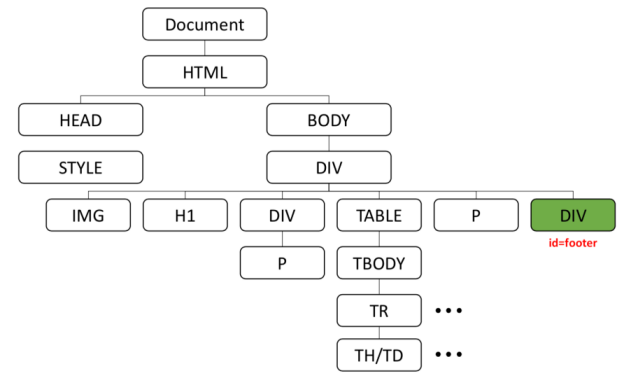 Document
HTML
HEAD BODY
STYLE DIV
IMG H1 DIV TABLE P DIV
id=footer
P TBODY
TR •••
TH/TD •••